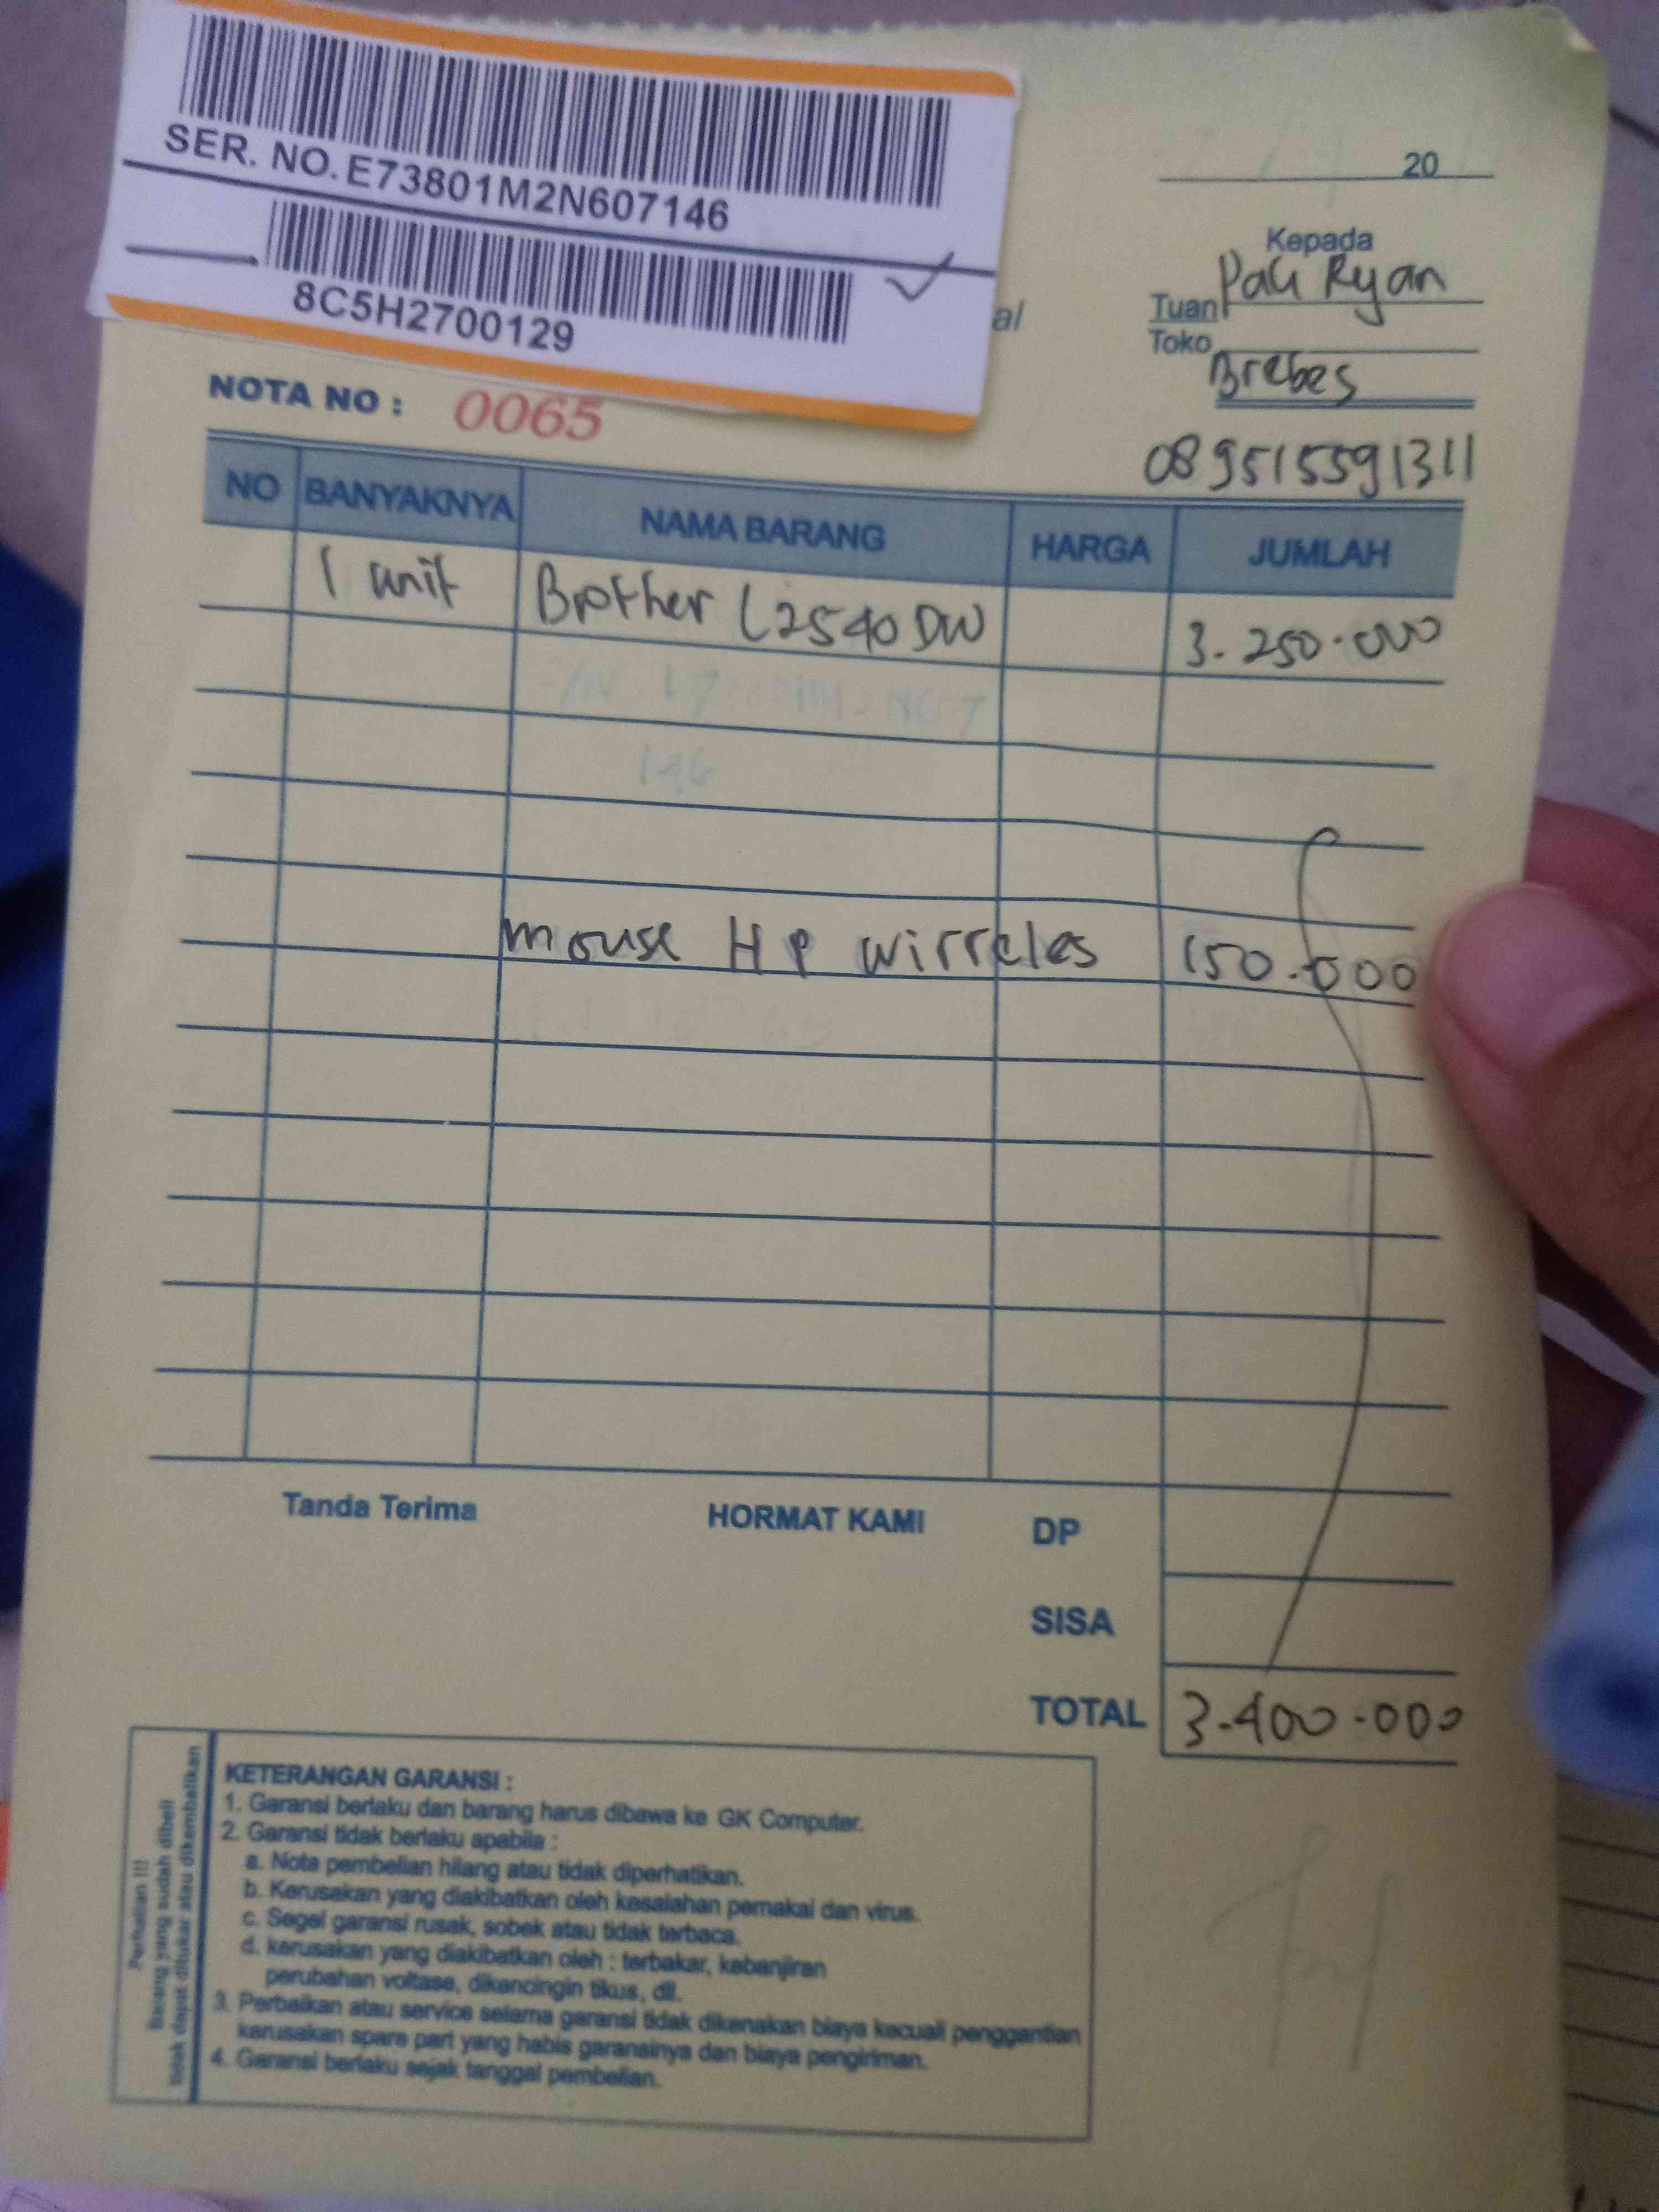 SER. NO. E73801M2N607146
8C5H2700129
20
Kepada
Tuan Pak Ryan
Toko
Brebes
al
NOTA NO : 0065
089515591311
NO BANYAKNYA NAMA BARANG HARGA JUMLAH
1 unit Brother L2540DW 3.250.000
146
mouse HP wirreles 150.000
Tanda Terima HORMAT KAMI DP
SISA
TOTAL 3.400.000
Perhatian !!!
Barang yang sudah dibeli
tidak dapat ditukar atau dikembalikan
KETERANGAN GARANSI :
1. Garansi berlaku dan barang harus dibawa ke GK Computer.
2. Garansi tidak berlaku apabila :
a. Nota pembelian hilang atau tidak diperhatikan.
b. Kerusakan yang diakibatkan oleh kesalahan pemakai dan virus.
c. Segel garansi rusak, sobek atau tidak terbaca.
d. kerusakan yang diakibatkan oleh : terbakar, kebanjiran
perubahan voltase, dikencingin tikus, dll.
3. Perbaikan atau service selama garansi tidak dikenakan biaya kecuali penggantian
kerusakan spare part yang habis garansinya dan biaya pengiriman.
4. Garansi berlaku sejak tanggal pembelian.